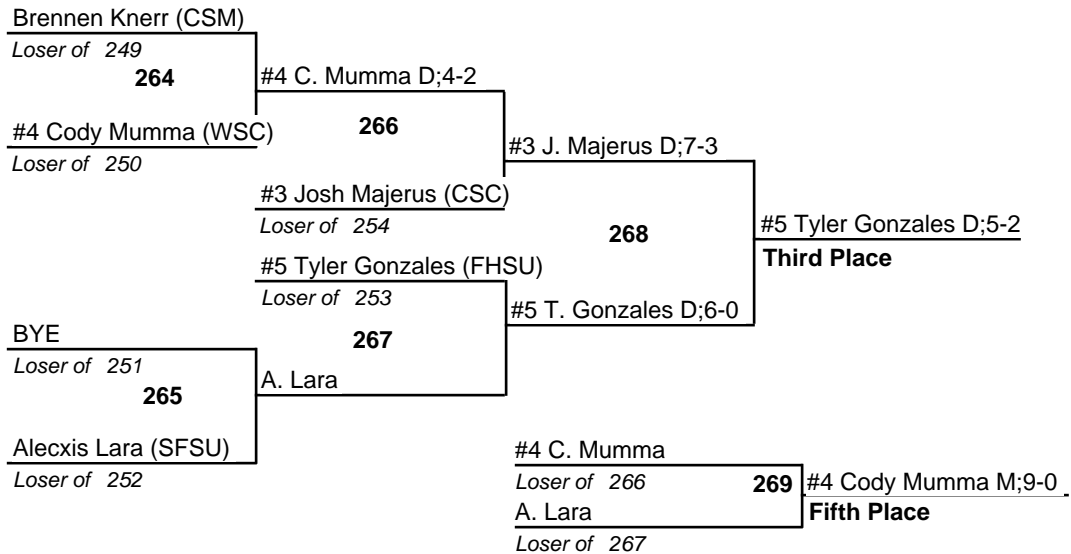 Brennen Knerr (CSM)
Loser of 249
264
#4 C. Mumma D;4-2
#4 Cody Mumma (WSC)
Loser of 250
266
#3 J. Majerus D;7-3
#3 Josh Majerus (CSC)
Loser of 254
268
#5 Tyler Gonzales D;5-2
Third Place
#5 Tyler Gonzales (FHSU)
Loser of 253
267
#5 T. Gonzales D;6-0
BYE
Loser of 251
265
A. Lara
Alecxis Lara (SFSU)
Loser of 252
#4 C. Mumma
Loser of 266
269
#4 Cody Mumma M;9-0
Fifth Place
A. Lara
Loser of 267